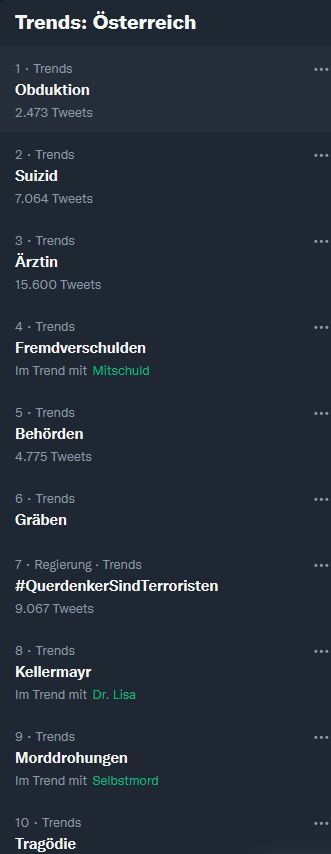 Trends: Österreich
1 · Trends
Obduktion
2.473 Tweets
2 · Trends
Suizid
7.064 Tweets
3 · Trends
Ärztin
15.600 Tweets
4 · Trends
Fremdverschulden
Im Trend mit Mitschuld
5 · Trends
Behörden
4.775 Tweets
6 · Trends
Gräben
7 · Regierung · Trends
#QuerdenkerSindTerroristen
9.067 Tweets
8 · Trends
Kellermayr
Im Trend mit Dr. Lisa
9 · Trends
Morddrohungen
Im Trend mit Selbstmord
10 · Trends
Tragödie